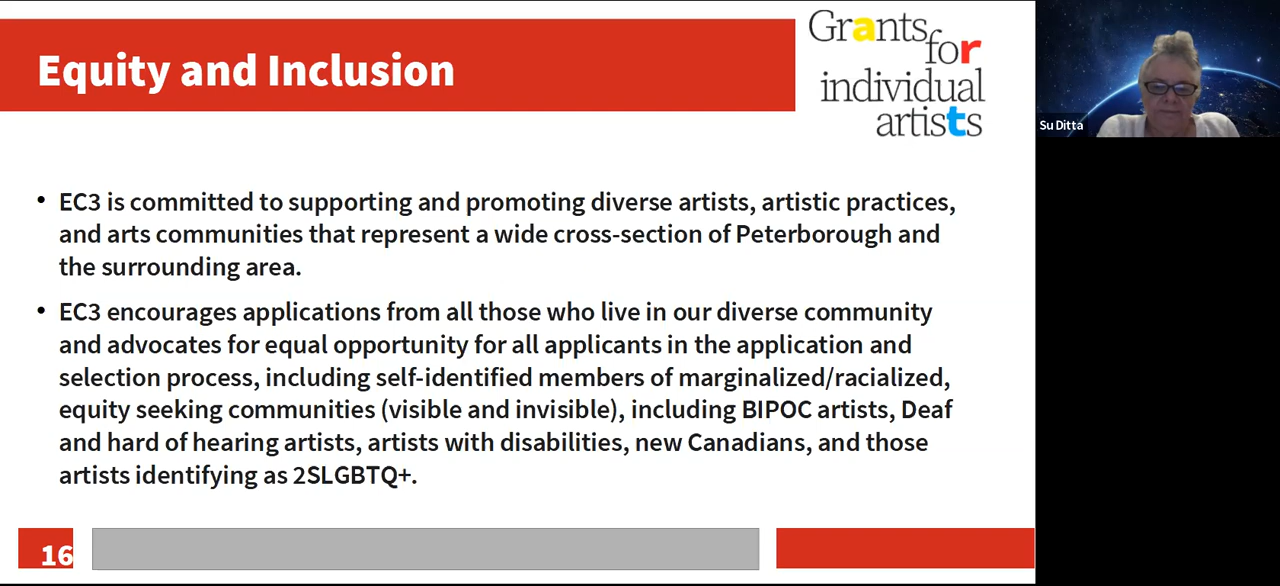 Equity and Inclusion
Grants
for
individual
artists
Su Ditta
• EC3 is committed to supporting and promoting diverse artists, artistic practices,
and arts communities that represent a wide cross-section of Peterborough and
the surrounding area.
• EC3 encourages applications from all those who live in our diverse community
and advocates for equal opportunity for all applicants in the application and
selection process, including self-identified members of marginalized/racialized,
equity seeking communities (visible and invisible), including BIPOC artists, Deaf
and hard of hearing artists, artists with disabilities, new Canadians, and those
artists identifying as 2SLGBTQ+.
16